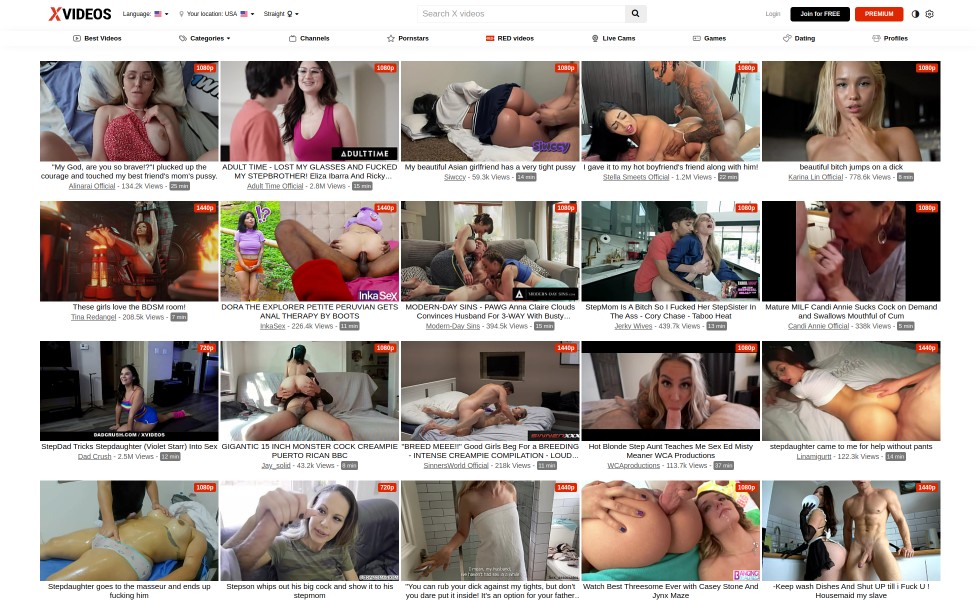 XVIDEOS
Language:
Your location: USA
Straight
Search X videos
Login
Join for FREE
PREMIUM
Best Videos
Categories
Channels
Pornstars
RED videos
Live Cams
Games
Dating
Profiles
1080p
1080p
1080p
1080p
1080p
ADULT TIME
Siwccy
"My God, are you so brave!?"I plucked up the
courage and touched my best friend's mom's pussy.
Alinarai Official - 134.2k Views - 25 min
ADULT TIME - LOST MY GLASSES AND FUCKED
MY STEPBROTHER! Eliza Ibarra And Ricky...
Adult Time Official - 2.8M Views - 15 min
My beautiful Asian girlfriend has a very tight pussy
Siwccy - 59.3k Views - 14 min
I gave it to my hot boyfriend's friend along with him!
Stella Smeets Official - 1.2M Views - 22 min
beautiful bitch jumps on a dick
Karina Lin Official - 778.6k Views - 8 min
1440p
1440p
1080p
1080p
1080p
InkaSex
MODERN-DAY SINS
These girls love the BDSM room!
Tina Redangel - 208.5k Views - 7 min
DORA THE EXPLORER PETITE PERUVIAN GETS
ANAL THERAPY BY BOOTS
InkaSex - 226.4k Views - 11 min
MODERN-DAY SINS - PAWG Anna Claire Clouds
Convinces Husband For 3-WAY With Busty...
Modern-Day Sins - 394.5k Views - 15 min
StepMom Is A Bitch So I Fucked Her StepSister In
The Ass - Cory Chase - Taboo Heat
Jerky Wives - 439.7k Views - 13 min
Mature MILF Candi Annie Sucks Cock on Demand
and Swallows Mouthful of Cum
Candi Annie Official - 338k Views - 5 min
720p
1080p
1440p
1080p
1440p
DADCRUSH.COM / XVIDEOS
StepDad Tricks Stepdaughter (Violet Starr) Into Sex
Dad Crush - 2.5M Views - 12 min
GIGANTIC 15 INCH MONSTER COCK CREAMPIE
PUERTO RICAN BBC
Jay_solid - 43.2k Views - 8 min
"BREED MEEE!!" Good Girls Beg For a BREEDING
- INTENSE CREAMPIE COMPILATION - LOUD...
SinnersWorld Official - 218k Views - 11 min
Hot Blonde Step Aunt Teaches Me Sex Ed Misty
Meaner WCA Productions
WCAproductions - 113.7k Views - 37 min
stepdaughter came to me for help without pants
Linamigurtt - 122.3k Views - 14 min
1080p
720p
1440p
1080p
1440p
Stepdaughter goes to the masseur and ends up
fucking him
Stepson whips out his big cock and show it to his
stepmom
"You can rub your dick against my tights, but don't
you dare put it inside! It's an option for your father..
Watch Best Threesome Ever with Casey Stone And
Jynx Maze
-Keep wash Dishes And Shut UP till i Fuck U !
Housemaid my slave